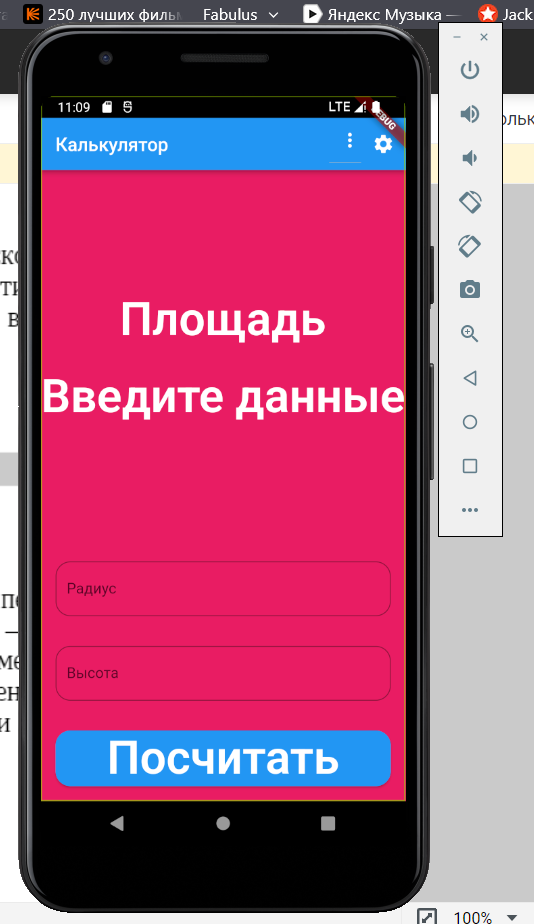 250 лучших филь
Fabulus
Яндекс Музыка —
Jack
11:09
LTE
DEBUG
Калькулятор
Площадь
Введите данные
Радиус
Высота
Посчитать
100%